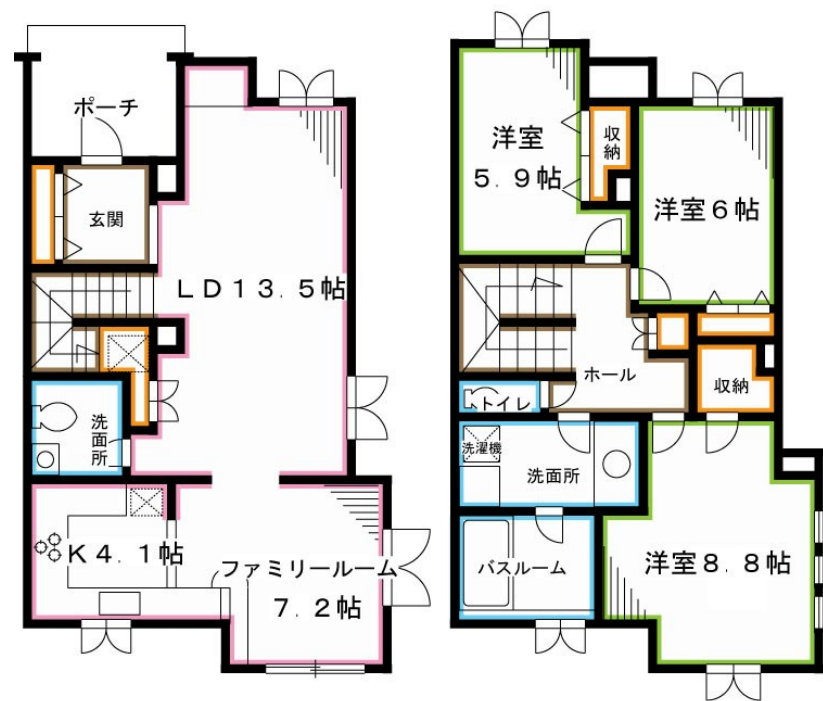 ポーチ
玄関
LD13.5帖
洗面所
K4.1帖
ファミリールーム
7.2帖
洋室
5.9帖
収納
洋室6帖
ホール
収納
トイレ
洗濯機
洗面所
バスルーム
洋室8.8帖